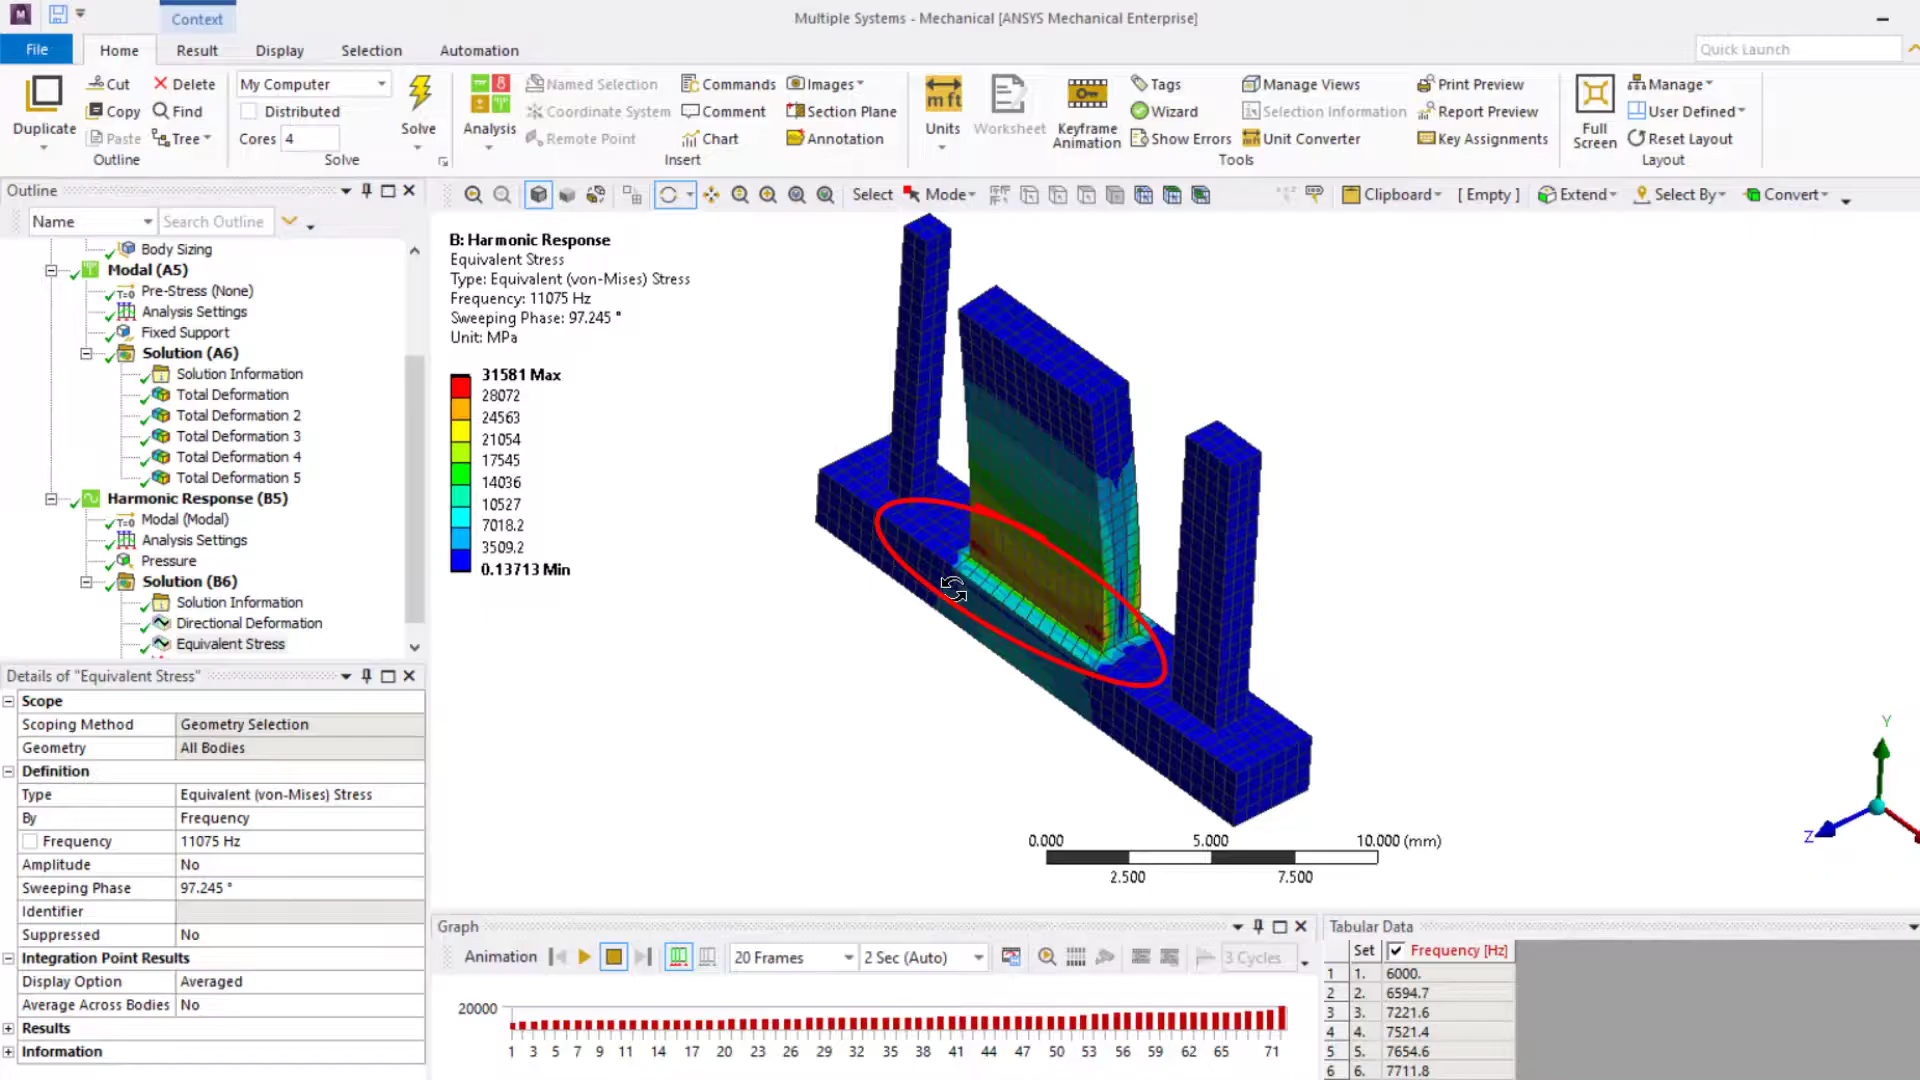 M
Context
Multiple Systems - Mechanical [ANSYS Mechanical Enterprise]
File
Home
Result
Display
Selection
Automation
Quick Launch
Duplicate
Cut
Copy
Paste
Delete
Find
Tree
Outline
My Computer
Distributed
Cores 4
Solve
Solve
Analysis
Named Selection
Coordinate System
Remote Point
Commands
Comment
Chart
Images
Section Plane
Annotation
Insert
mft
Units
Worksheet
Keyframe
Animation
Tags
Wizard
Show Errors
Manage Views
Selection Information
Unit Converter
Print Preview
Report Preview
Key Assignments
Tools
Full
Screen
Manage
User Defined
Reset Layout
Layout
Outline
Name
Search Outline
Select
Mode
Clipboard
[ Empty ]
Extend
Select By
Convert
Body Sizing
Modal (A5)
Pre-Stress (None)
Analysis Settings
Fixed Support
Solution (A6)
Solution Information
Total Deformation
Total Deformation 2
Total Deformation 3
Total Deformation 4
Total Deformation 5
Harmonic Response (B5)
Modal (Modal)
Analysis Settings
Pressure
Solution (B6)
Solution Information
Directional Deformation
Equivalent Stress
B: Harmonic Response
Equivalent Stress
Type: Equivalent (von-Mises) Stress
Frequency: 11075 Hz
Sweeping Phase: 97.245 °
Unit: MPa
31581 Max
28072
24563
21054
17545
14036
10527
7018.2
3509.2
0.13713 Min
0.000
5.000
10.000 (mm)
2.500
7.500
Y
Z
Details of "Equivalent Stress"
Scope
Scoping Method Geometry Selection
Geometry All Bodies
Definition
Type Equivalent (von-Mises) Stress
By Frequency
Frequency 11075 Hz
Amplitude No
Sweeping Phase 97.245 °
Identifier
Suppressed No
Integration Point Results
Display Option Averaged
Average Across Bodies No
Results
Information
Graph
Animation
20 Frames
2 Sec (Auto)
3 Cycles
20000
1 3 5 7 9 11 14 17 20 23 26 29 32 35 38 41 44 47 50 53 56 59 62 65 71
Tabular Data
Set Frequency [Hz]
1 1. 6000.
2 2. 6594.7
3 3. 7221.6
4 4. 7521.4
5 5. 7654.6
6 6. 7711.8